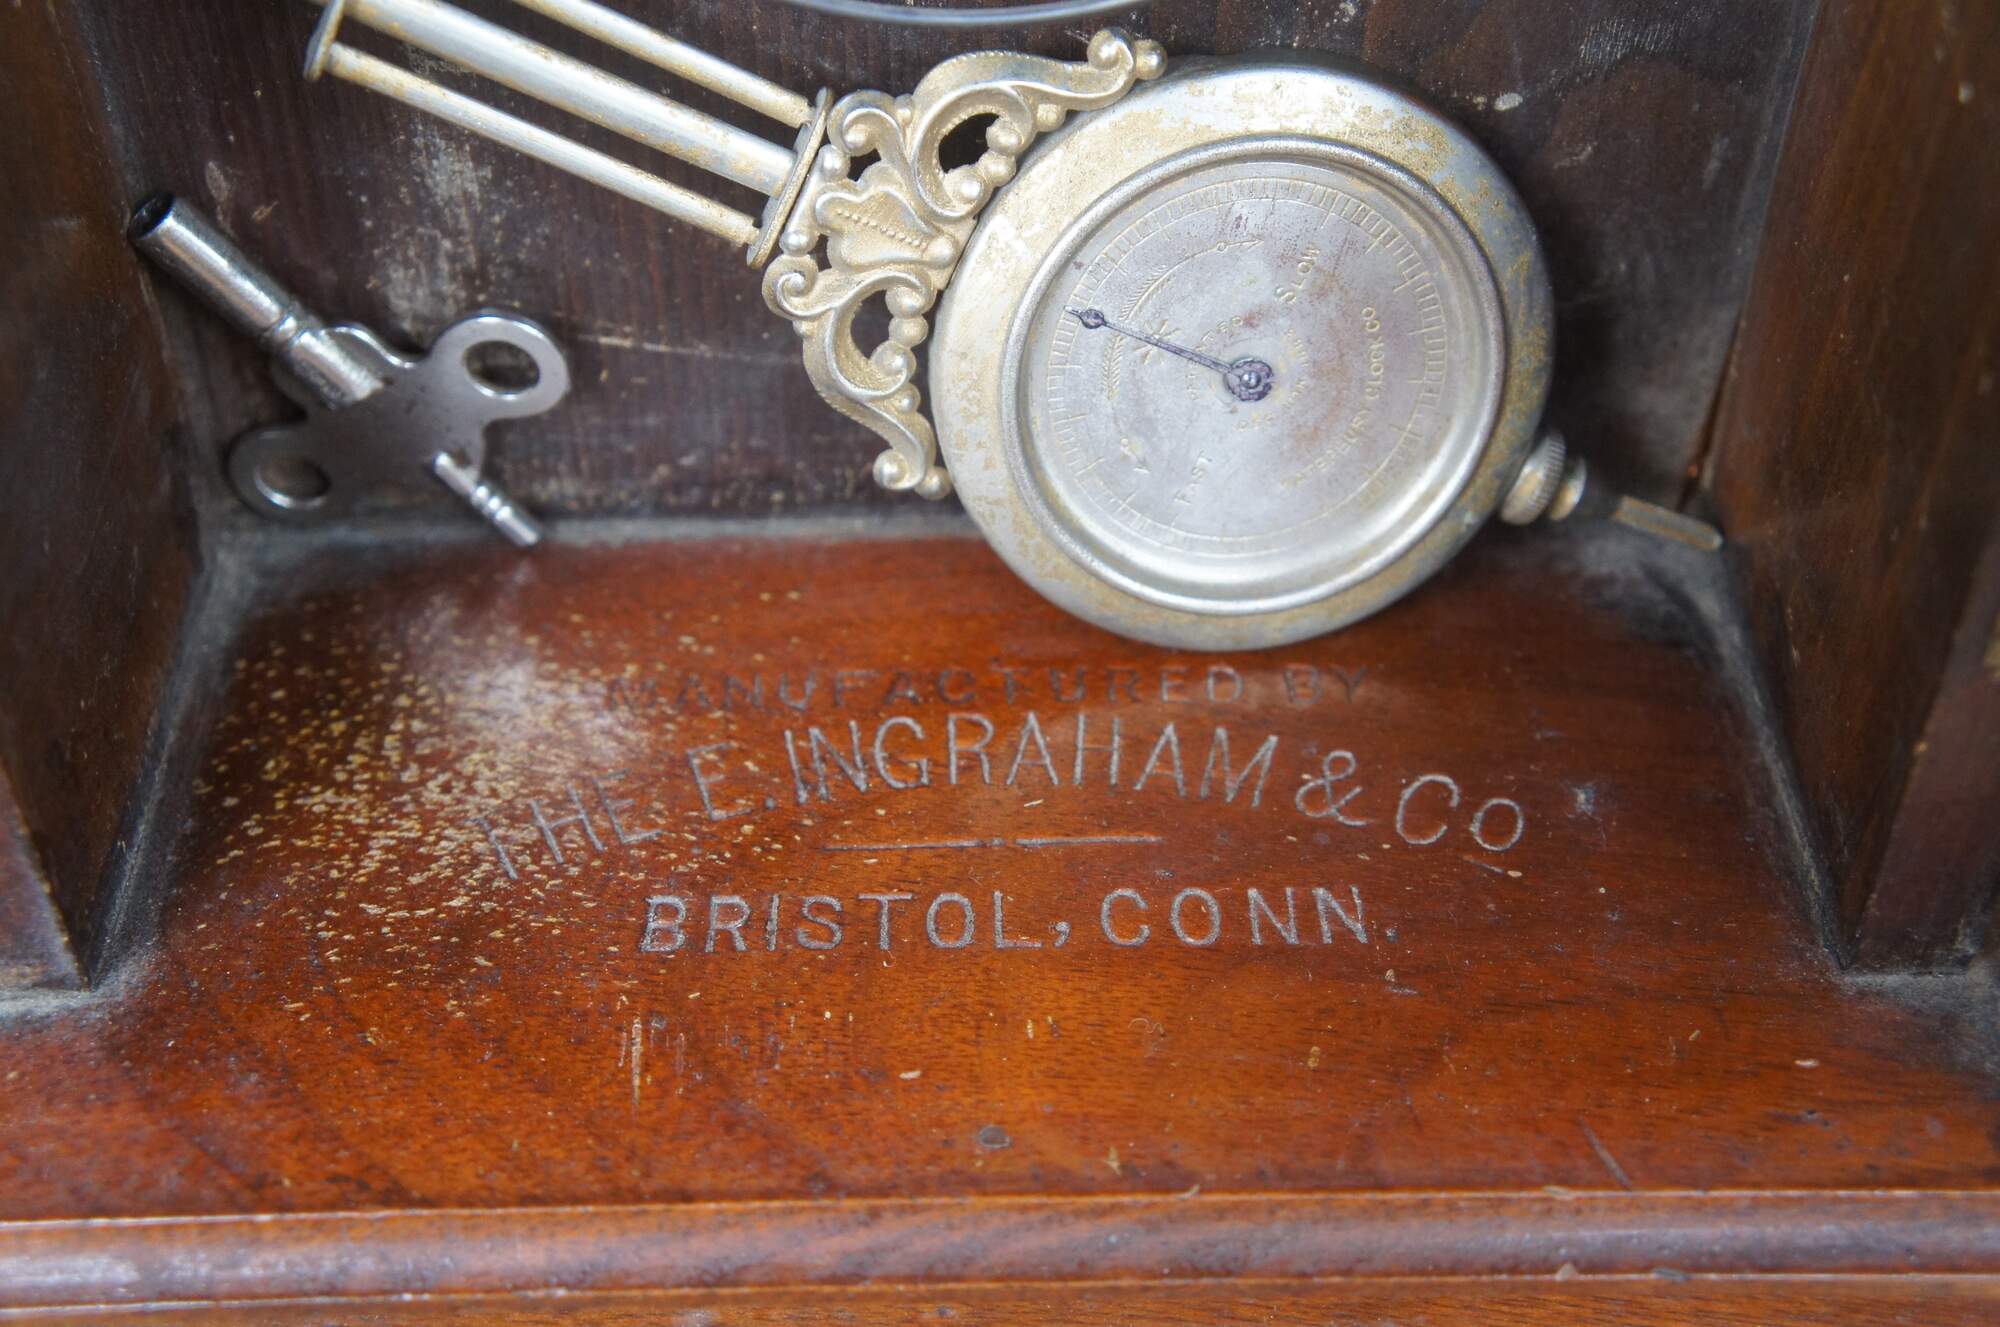 SLOW
FAST
WATERBURY CLOCK CO
MANUFACTURED BY
THE E. INGRAHAM & CO
BRISTOL, CONN.